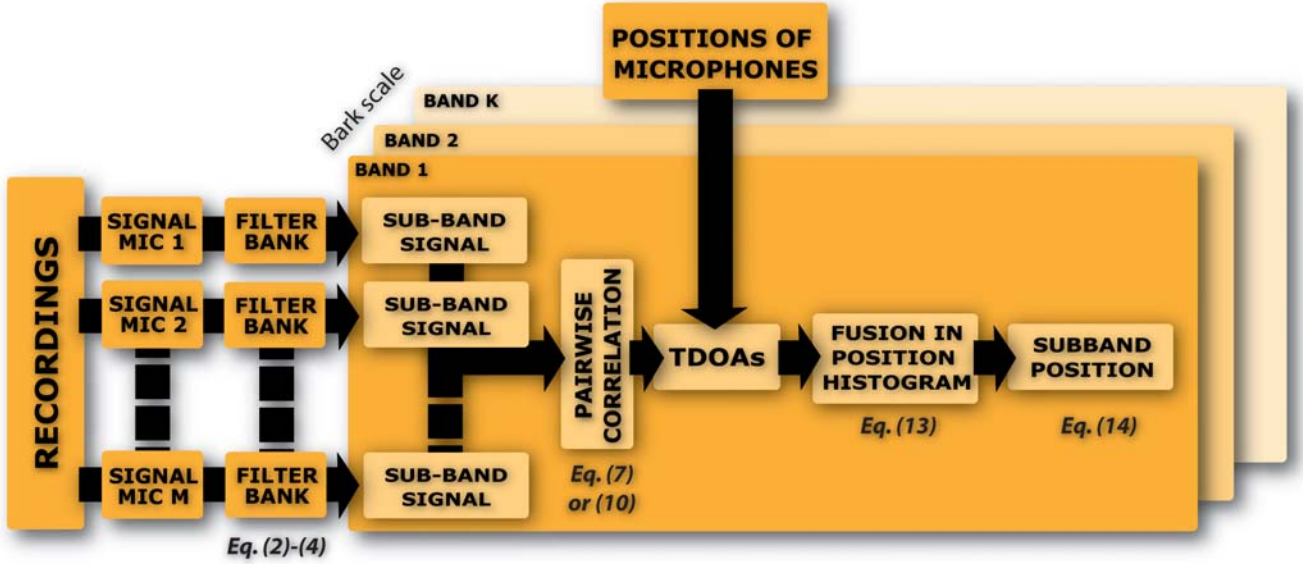 POSITIONS OF
MICROPHONES
Bark scale
BAND K
BAND 2
BAND 1
RECORDINGS
SIGNAL
MIC 1
FILTER
BANK
SUB-BAND
SIGNAL
SIGNAL
MIC 2
FILTER
BANK
SUB-BAND
SIGNAL
PAIRWISE
CORRELATION
TDOAs
FUSION IN
POSITION
HISTOGRAM
SUBBAND
POSITION
Eq. (13)
Eq. (14)
SIGNAL
MIC M
FILTER
BANK
SUB-BAND
SIGNAL
Eq. (7)
or (10)
Eq. (2)-(4)